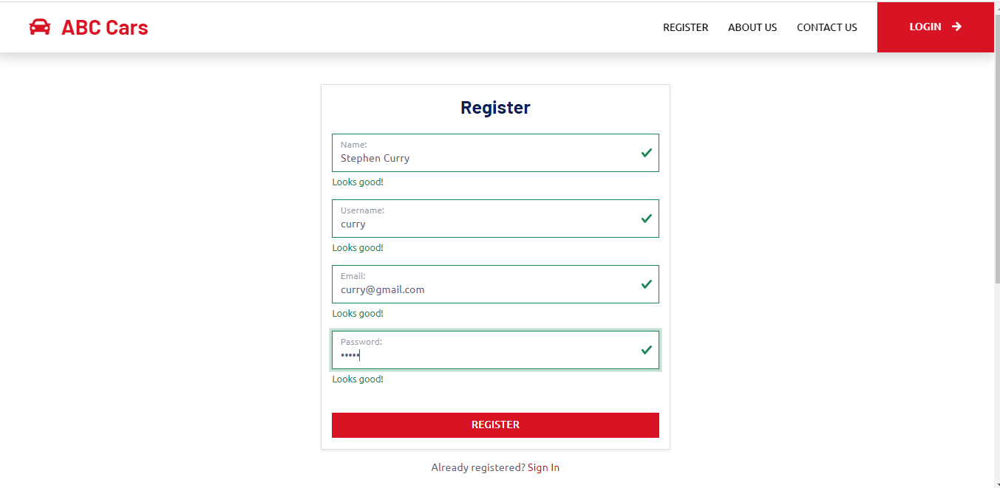 ABC Cars
REGISTER
ABOUT US
CONTACT US
LOGIN
Register
Name:
Stephen Curry
Looks good!
Username:
curry
Looks good!
Email:
curry@gmail.com
Looks good!
Password:
•••••
Looks good!
REGISTER
Already registered? Sign In